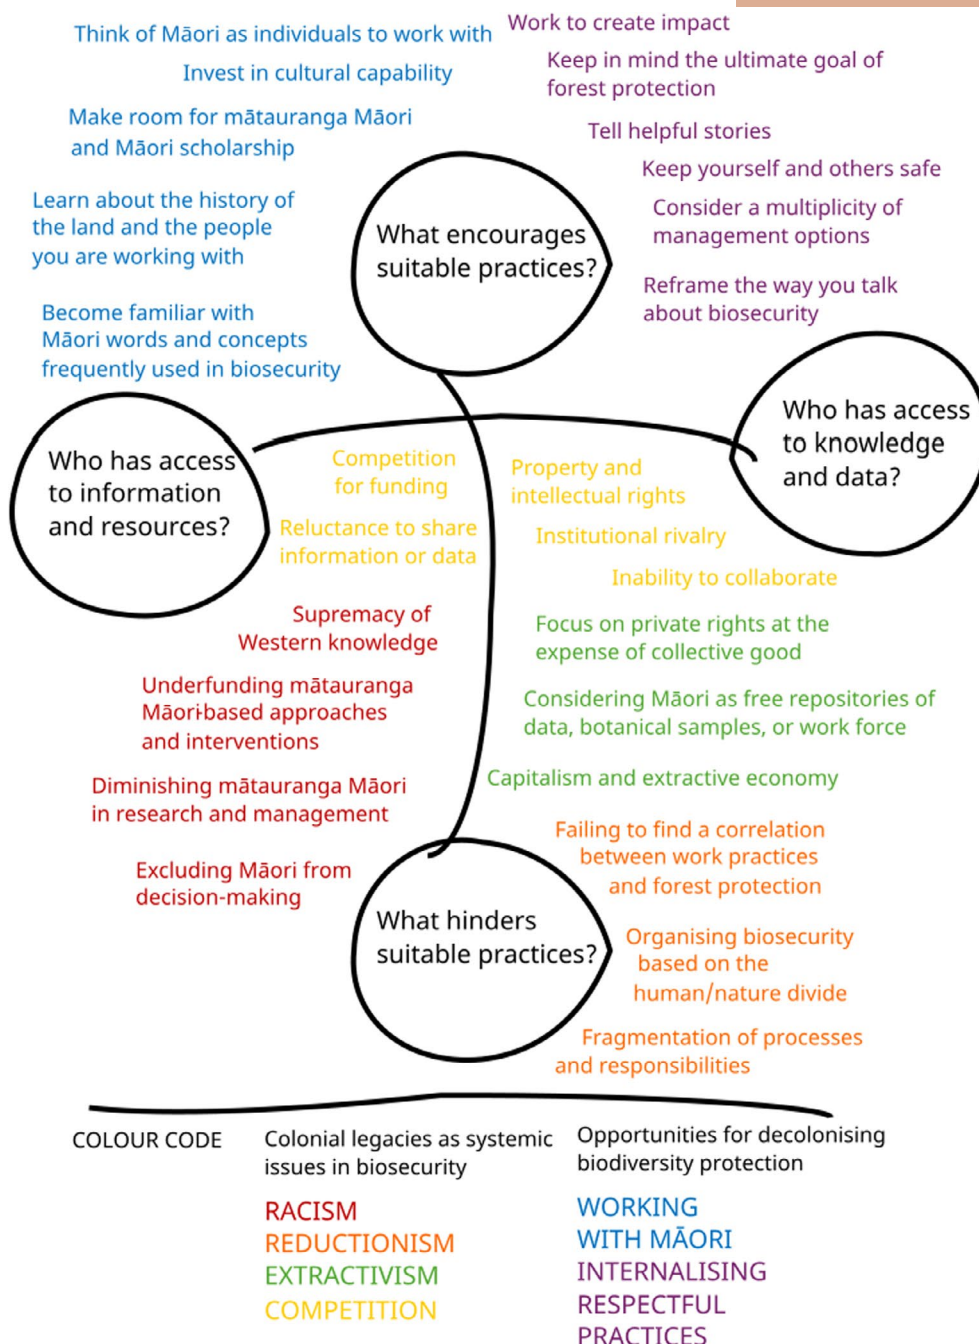 Think of Māori as individuals to work with
Invest in cultural capability
Make room for mātauranga Māori
and Māori scholarship
Learn about the history of
the land and the people
you are working with
Become familiar with
Māori words and concepts
frequently used in biosecurity
Work to create impact
Keep in mind the ultimate goal of
forest protection
Tell helpful stories
Keep yourself and others safe
Consider a multiplicity of
management options
Reframe the way you talk
about biosecurity
What encourages
suitable practices?
Who has access
to information
and resources?
Who has access
to knowledge
and data?
Competition
for funding
Reluctance to share
information or data
Property and
intellectual rights
Institutional rivalry
Inability to collaborate
Supremacy of
Western knowledge
Underfunding mātauranga
Māori-based approaches
and interventions
Diminishing mātauranga Māori
in research and management
Excluding Māori from
decision-making
Focus on private rights at the
expense of collective good
Considering Māori as free repositories of
data, botanical samples, or work force
Capitalism and extractive economy
Failing to find a correlation
between work practices
and forest protection
Organising biosecurity
based on the
human/nature divide
Fragmentation of processes
and responsibilities
What hinders
suitable practices?
COLOUR CODE
Colonial legacies as systemic
issues in biosecurity
RACISM
REDUCTIONISM
EXTRACTIVISM
COMPETITION
Opportunities for decolonising
biodiversity protection
WORKING
WITH MĀORI
INTERNALISING
RESPECTFUL
PRACTICES